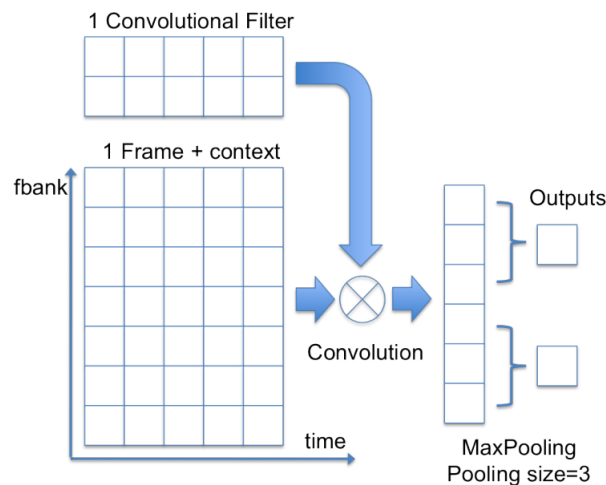 1 Convolutional Filter
1 Frame + context
fbank
Outputs
Convolution
time
MaxPooling
Pooling size=3